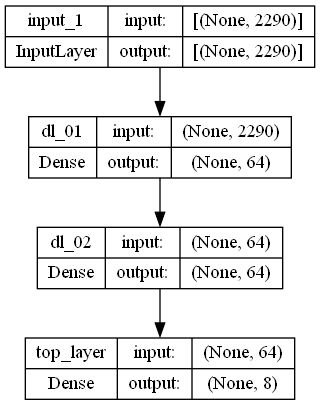 input_1 input: [(None, 2290)]
InputLayer output: [(None, 2290)]
dl_01 input: (None, 2290)
Dense output: (None, 64)
dl_02 input: (None, 64)
Dense output: (None, 64)
top_layer input: (None, 64)
Dense output: (None, 8)